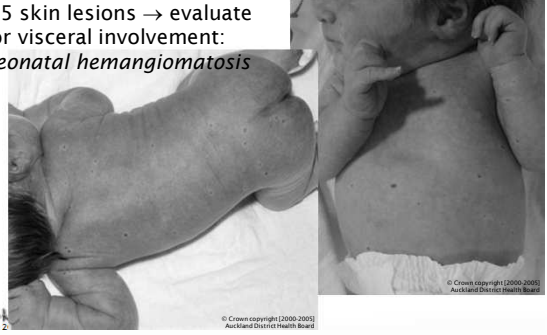 5 skin lesions → evaluate
or visceral involvement:
eonatal hemangiomatosis
© Crown copyright [2000-2005]
Auckland District Health Board
© Crown copyright [2000-2005]
Auckland District Health Board
2